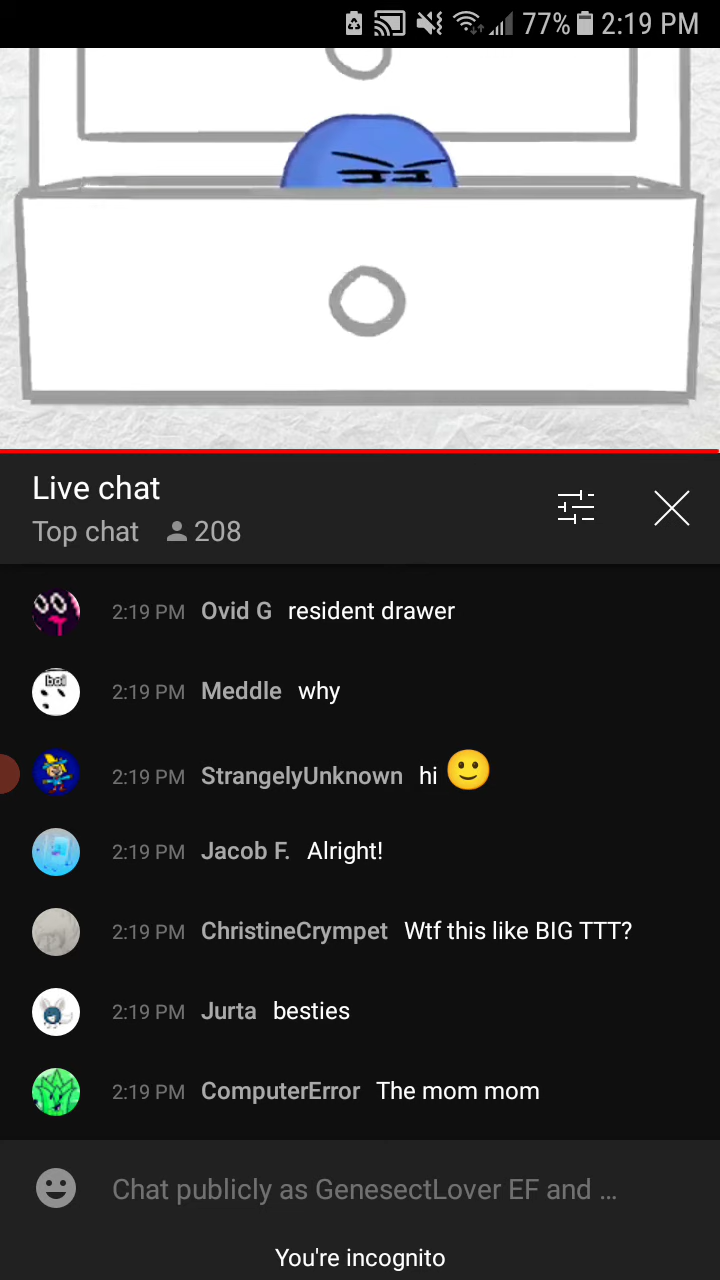 77% 2:19 PM
Live chat
Top chat 208
2:19 PM Ovid G resident drawer
boi
2:19 PM Meddle why
2:19 PM StrangelyUnknown hi 🙂
2:19 PM Jacob F. Alright!
2:19 PM ChristineCrympet Wtf this like BIG TTT?
2:19 PM Jurta besties
2:19 PM ComputerError The mom mom
Chat publicly as GenesectLover EF and ...
You're incognito